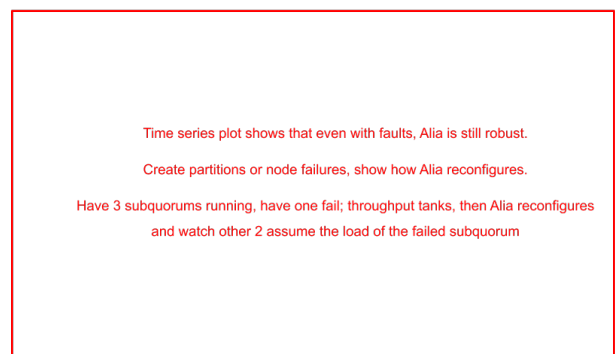 Time series plot shows that even with faults, Alia is still robust.
Create partitions or node failures, show how Alia reconfigures.
Have 3 subquorums running, have one fail; throughput tanks, then Alia reconfigures
and watch other 2 assume the load of the failed subquorum